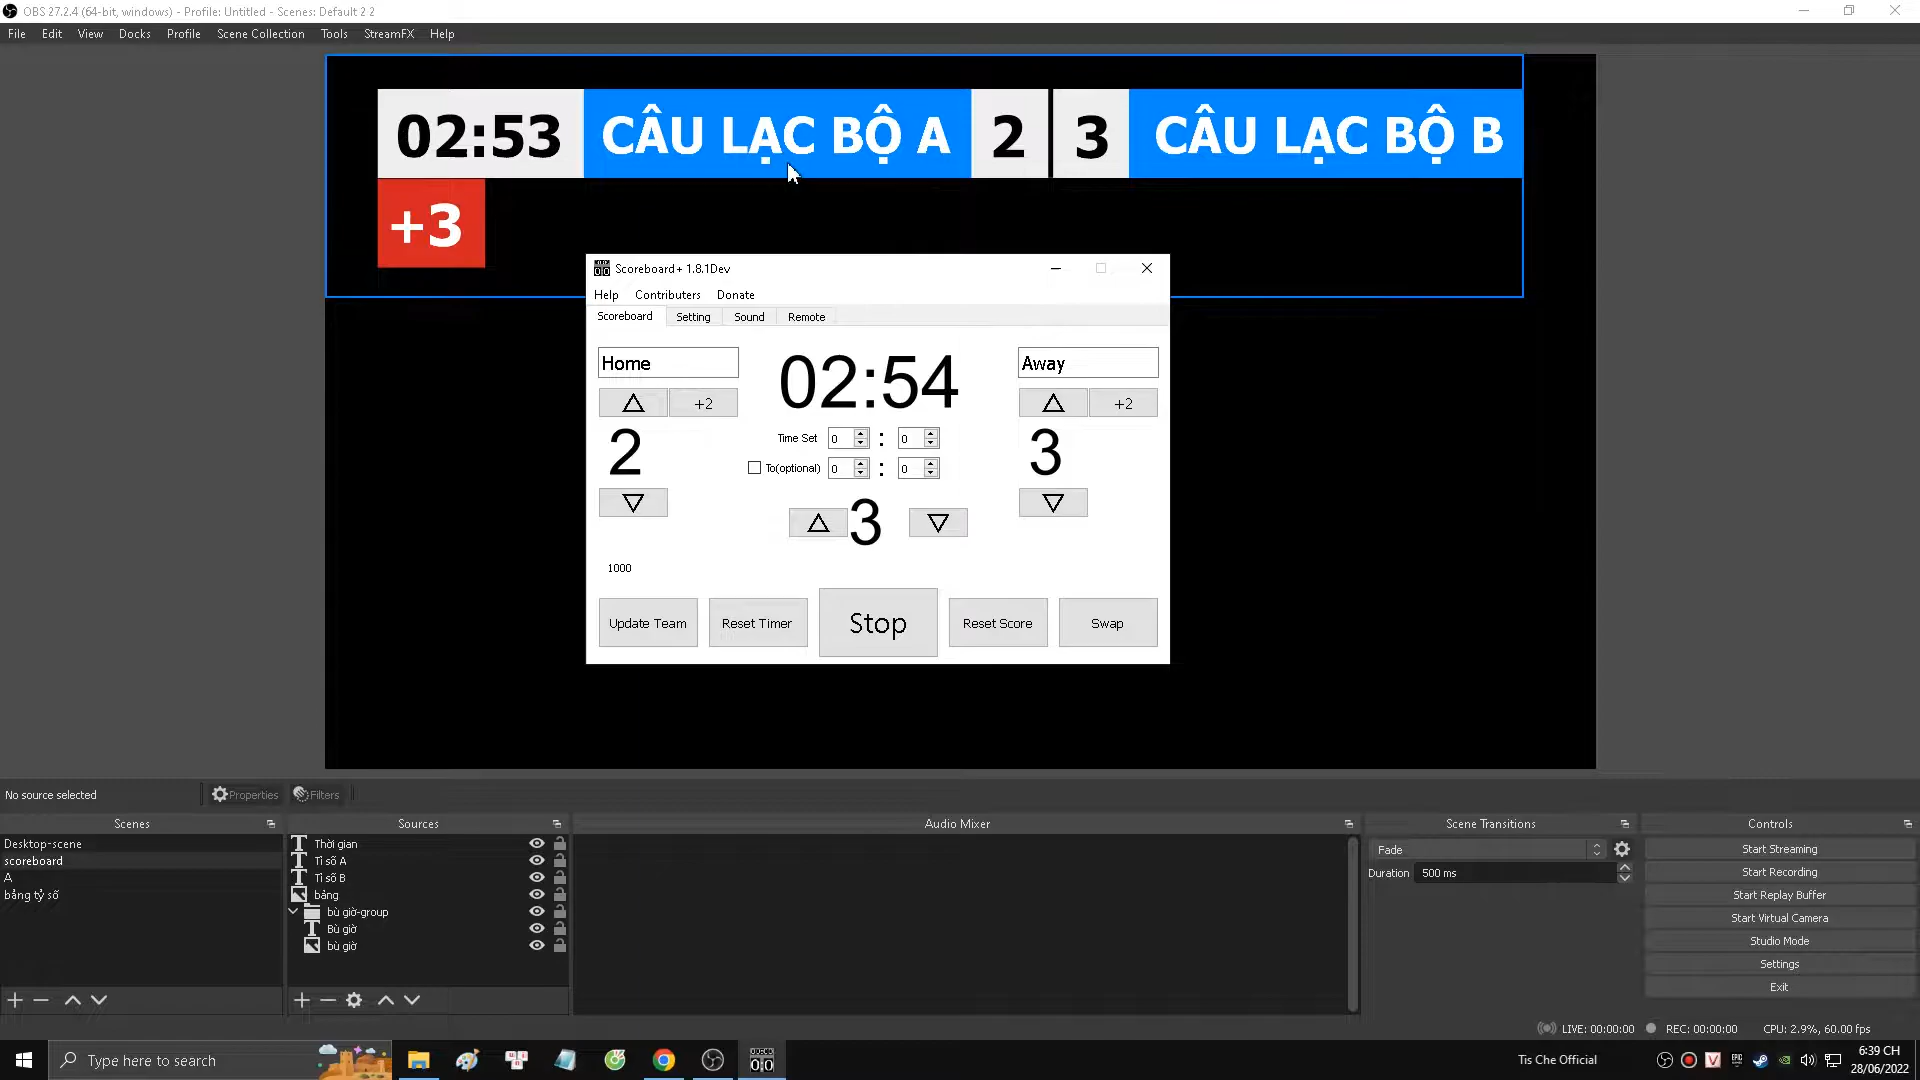 OBS 27.2.4 (64-bit, windows) - Profile: Untitled - Scenes: Default 2 2
File Edit View Docks Profile Scene Collection Tools StreamFX Help
02:53 CÂU LẠC BỘ A 2 3 CÂU LẠC BỘ B
+3
Scoreboard+ 1.8.1Dev
Help Contributers Donate
Scoreboard Setting Sound Remote
Home 02:54 Away
+2 +2
Time Set 0 : 0
2 3
To(optional) 0 : 0
3
1000
Update Team Reset Timer Stop Reset Score Swap
No source selected Properties Filters
Scenes Sources Audio Mixer Scene Transitions Controls
Desktop-scene
scoreboard
A
bảng tỷ số
Thời gian
Tỉ số A
Tỉ số B
bảng
bù giờ-group
Bù giờ
bù giờ
Fade
Duration 500 ms
Start Streaming
Start Recording
Start Replay Buffer
Start Virtual Camera
Studio Mode
Settings
Exit
LIVE: 00:00:00 REC: 00:00:00 CPU: 2.9%, 60.00 fps
Type here to search
Tis Che Official
6:39 CH
28/06/2022